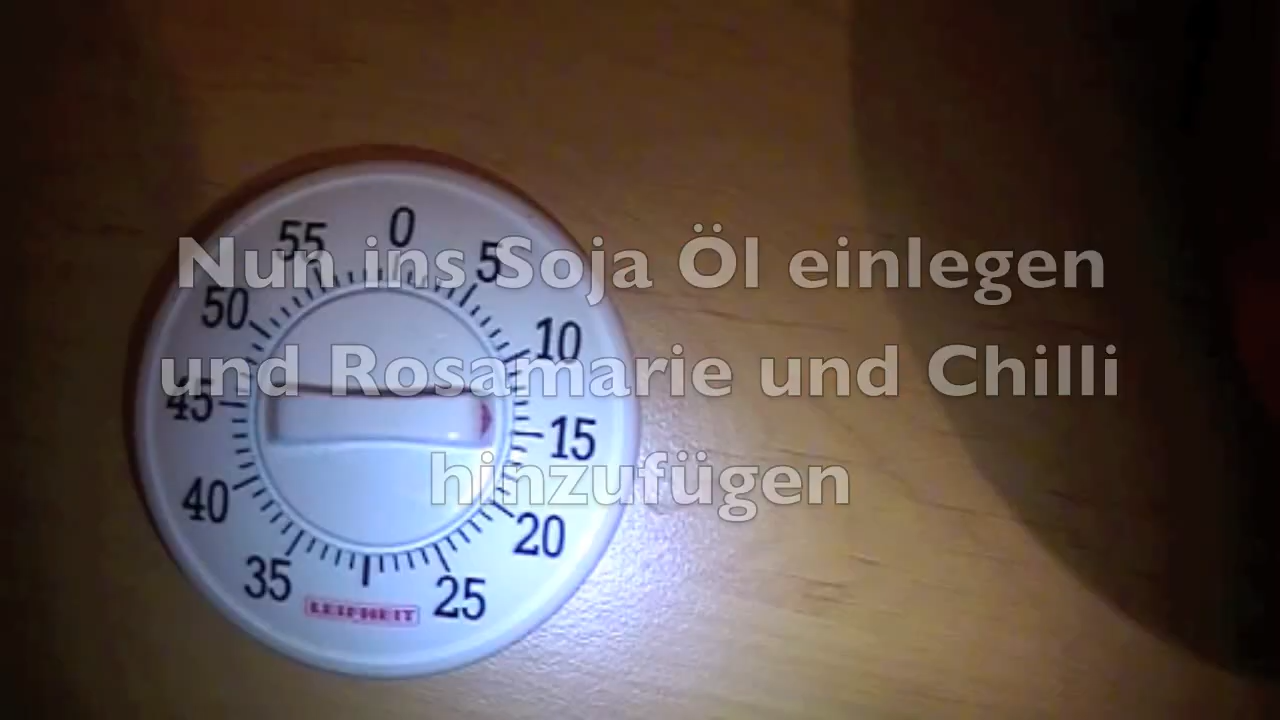 Nun ins Soja Öl einlegen
und Rosamarie und Chilli
hinzufügen
0
5
10
15
20
25
35
40
45
50
55
LEIFHEIT